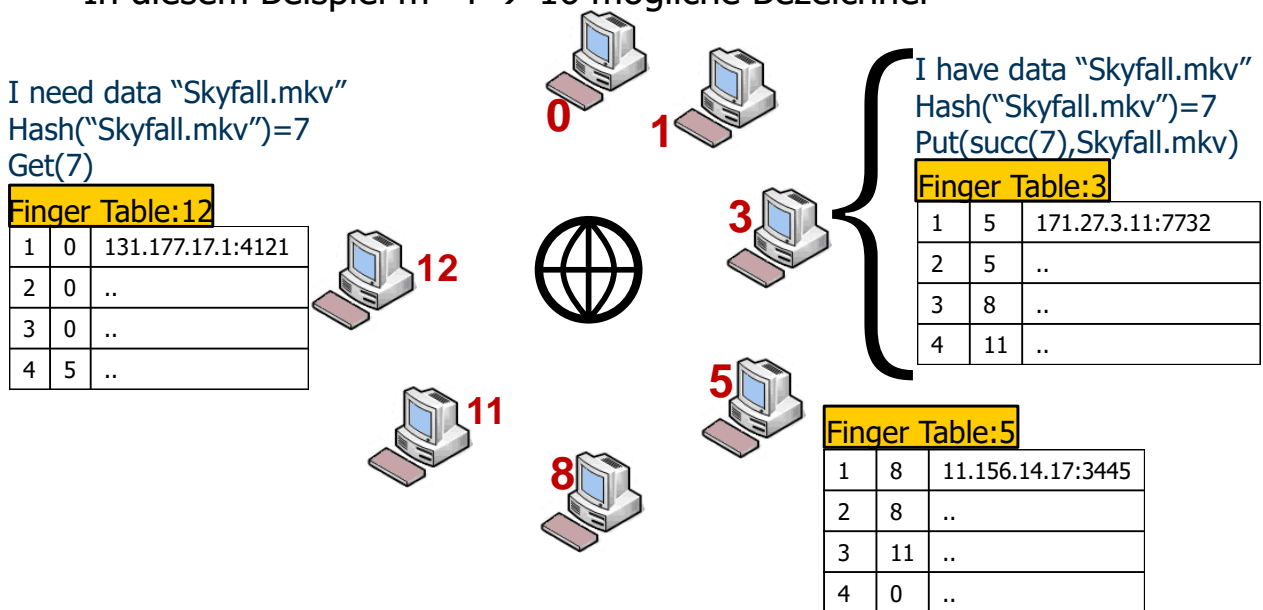 I need data “Skyfall.mkv”
Hash(“Skyfall.mkv”)=7
Get(7)
Finger Table:12
1 0 131.177.17.1:4121
2 0 ..
3 0 ..
4 5 ..
0
1
3
5
8
11
12
I have data “Skyfall.mkv”
Hash(“Skyfall.mkv”)=7
Put(succ(7),Skyfall.mkv)
Finger Table:3
1 5 171.27.3.11:7732
2 5 ..
3 8 ..
4 11 ..
Finger Table:5
1 8 11.156.14.17:3445
2 8 ..
3 11 ..
4 0 ..